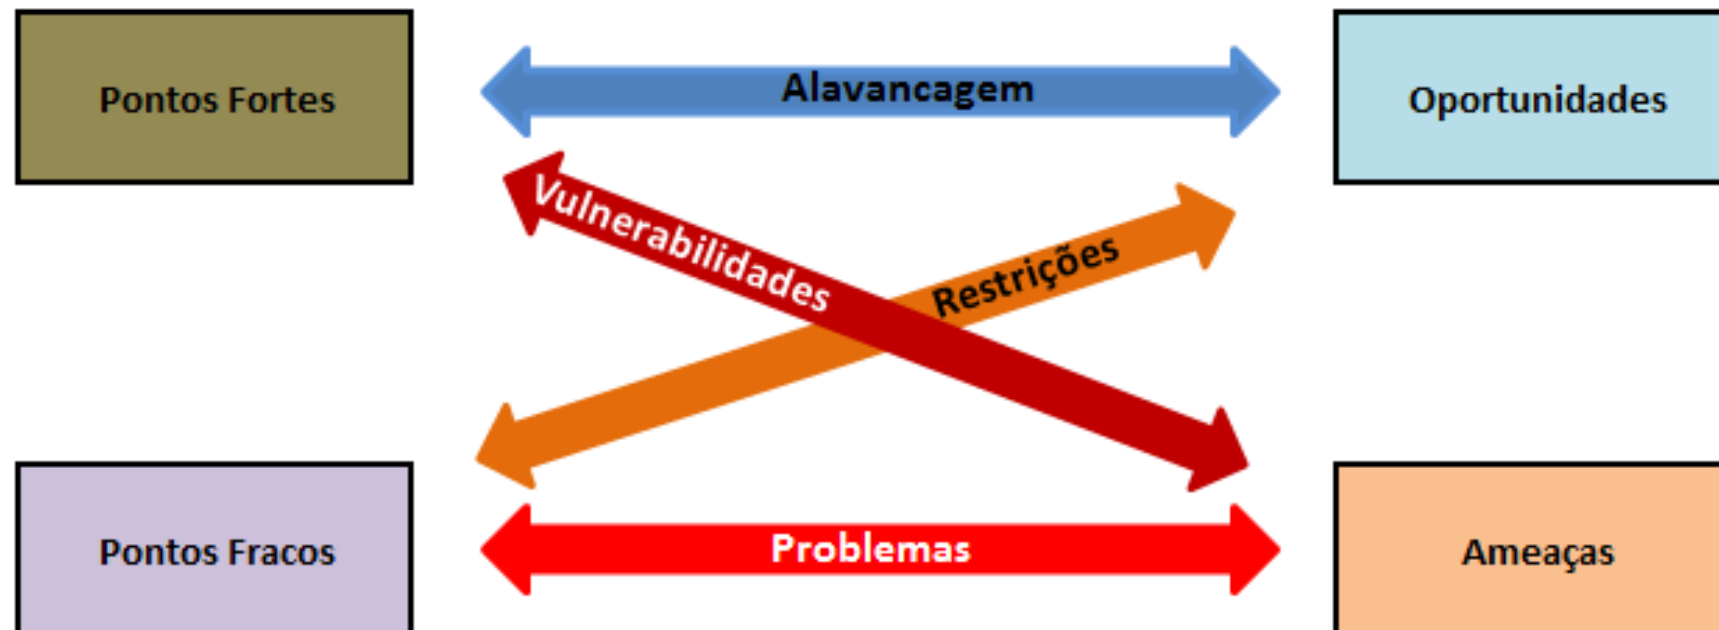 Pontos Fortes
Alavancagem
Oportunidades
Vulnerabilidades
Restrições
Pontos Fracos
Problemas
Ameaças